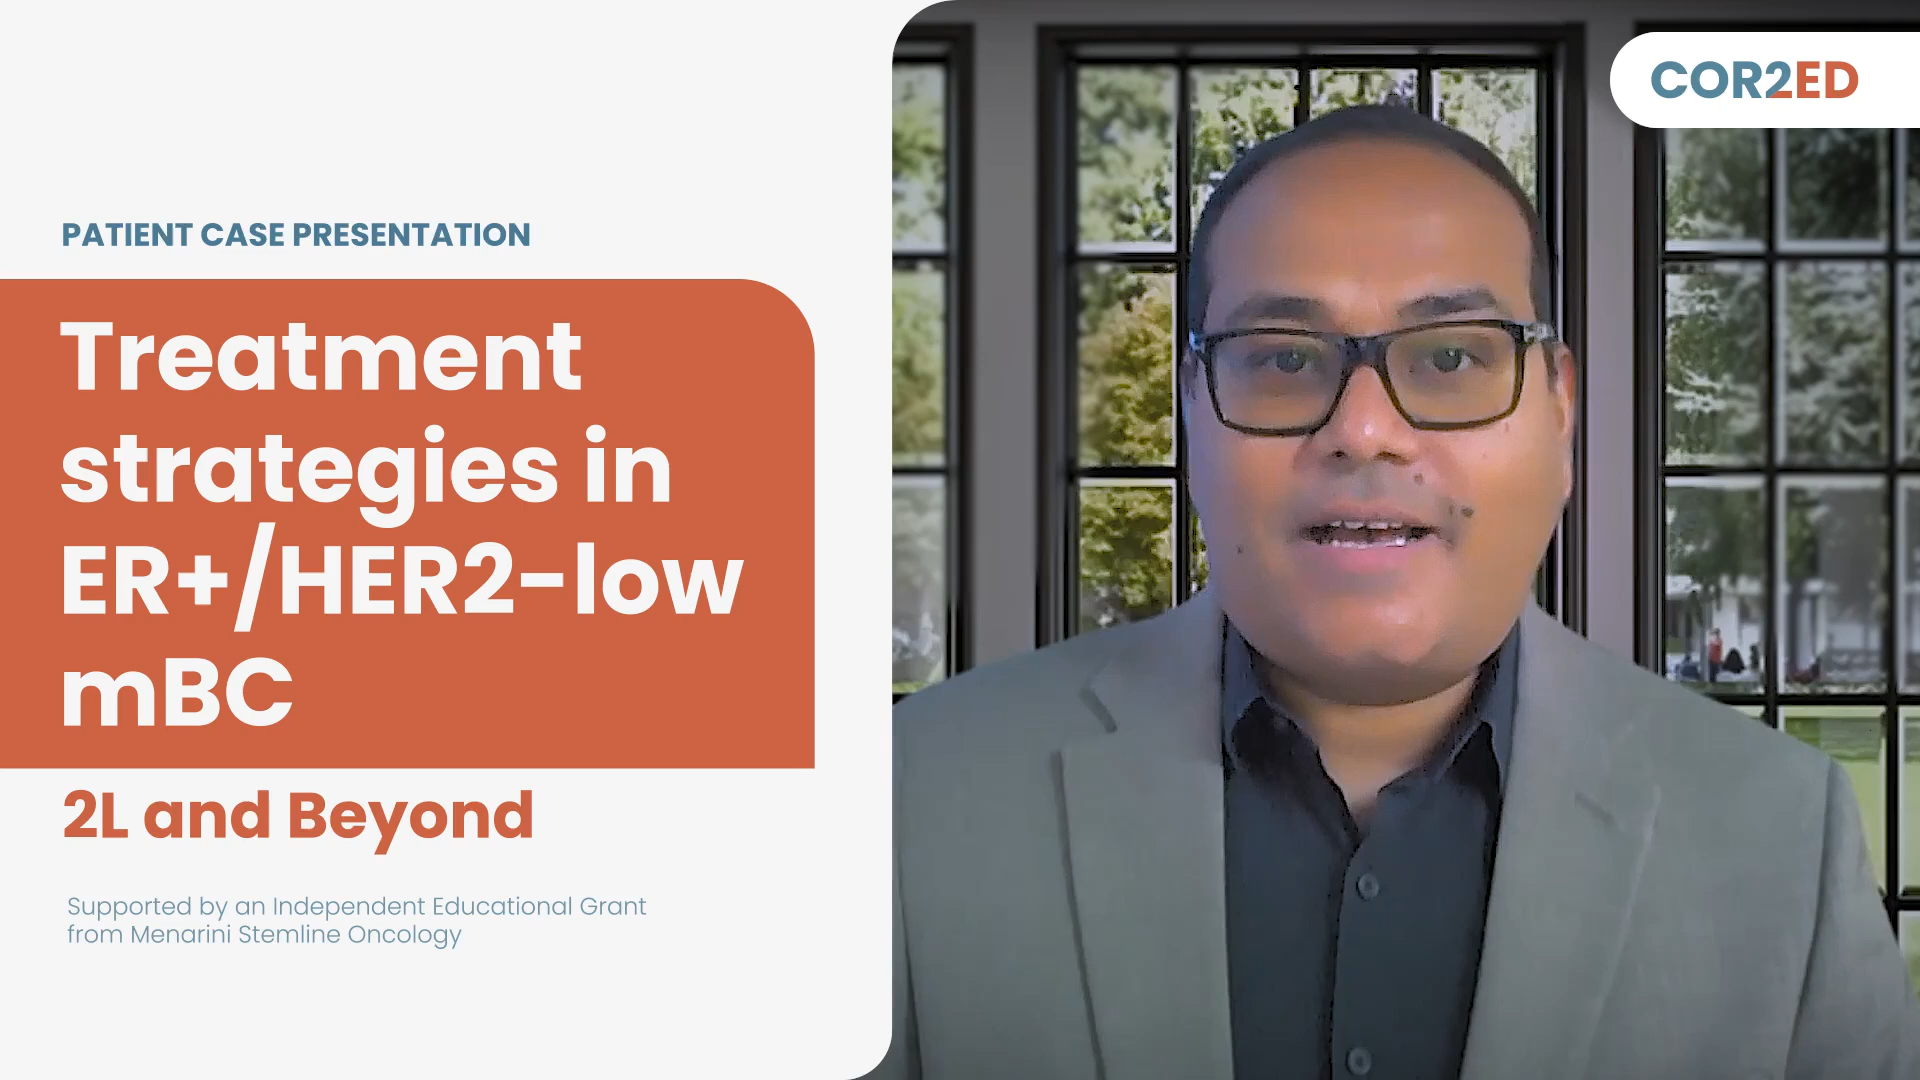 COR2ED
PATIENT CASE PRESENTATION
Treatment
strategies in
ER+/HER2-low
mBC
2L and Beyond
Supported by an Independent Educational Grant
from Menarini Stemline Oncology